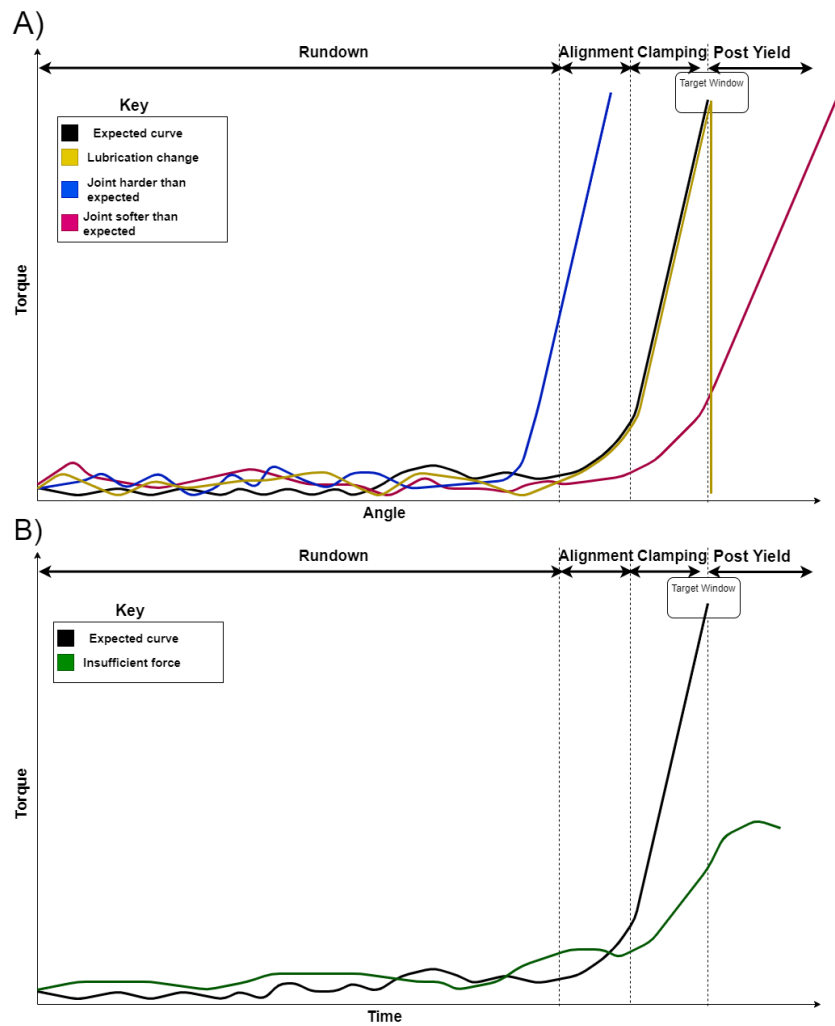 A)
Rundown
Alignment
Clamping
Post Yield
Target Window
Key
Expected curve
Lubrication change
Joint harder than
expected
Joint softer than
expected
Torque
Angle
B)
Rundown
Alignment
Clamping
Post Yield
Target Window
Key
Expected curve
Insufficient force
Torque
Time